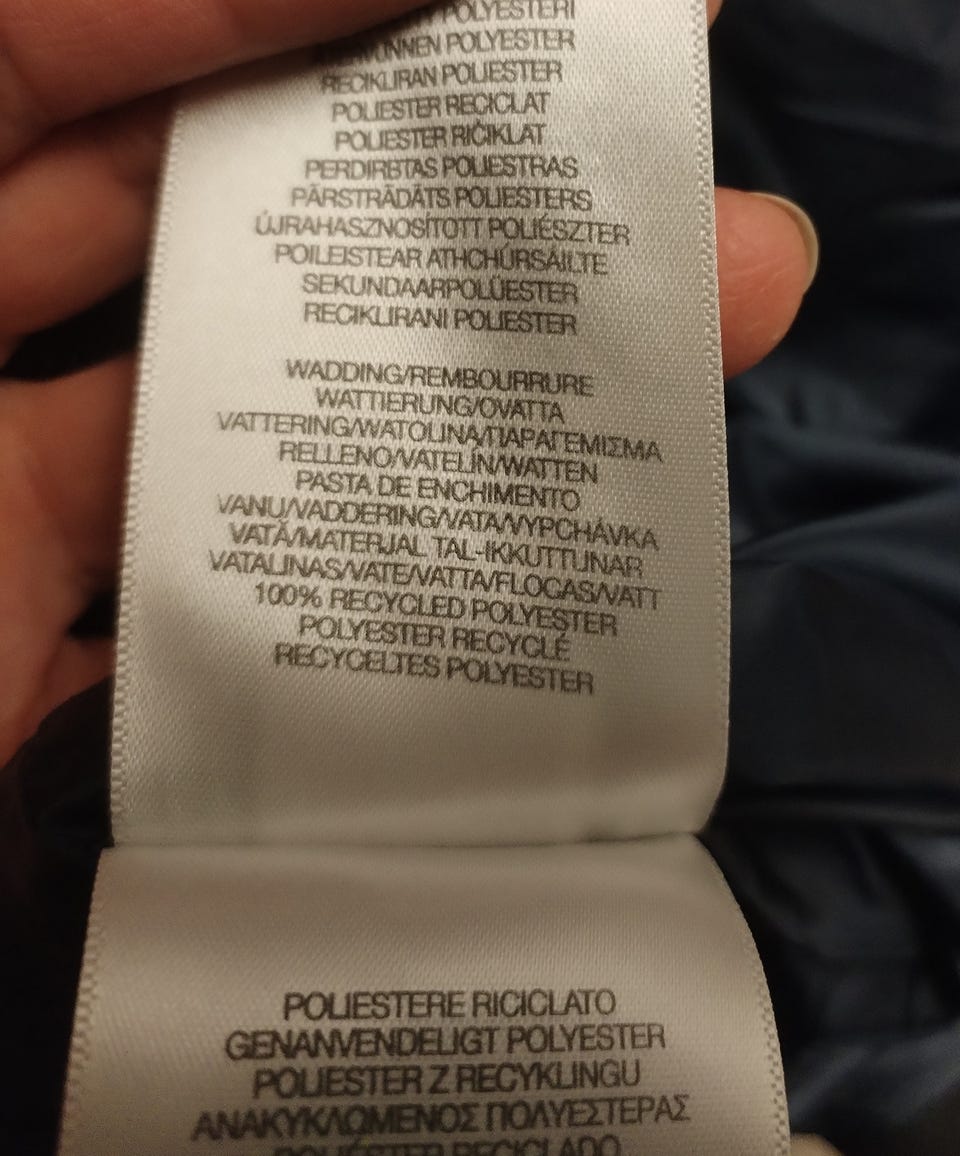 POLYESTERI
POLYESTER
RECIKLIRAN POLIESTER
POLIESTER RECICLAT
POLIESTER RIĊIKLAT
PERDIRBTAS POLIESTRAS
PĀRSTRĀDĀTS POLIESTERS
ÚJRAHASZNOSÍTOTT POLIÉSZTER
POILEISTEAR ATHCHÚRSÁILTE
SEKUNDAARPOLÜESTER
RECIKLIRANI POLIESTER
WADDING/REMBOURRURE
WATTIERUNG/OVATTA
VATTERING/WATOLINA/ΠΑΡΑΓΕΜΙΣΜΑ
RELLENO/VATELÍN/WATTEN
PASTA DE ENCHIMENTO
VANU/VADDERING/VATA/VYPCHÁVKA
VATĂ/MATERJAL TAL-IKKUTTUNAR
VATALINAS/VATE/VATTA/FLOCAS/VATT
100% RECYCLED POLYESTER
POLYESTER RECYCLÉ
RECYCELTES POLYESTER
POLIESTERE RICICLATO
GENANVENDELIGT POLYESTER
POLIESTER Z RECYKLINGU
ΑΝΑΚΥΚΛΩΜΕΝΟΣ ΠΟΛΥΕΣΤΕΡΑΣ
POLIÉSTER RECICLADO